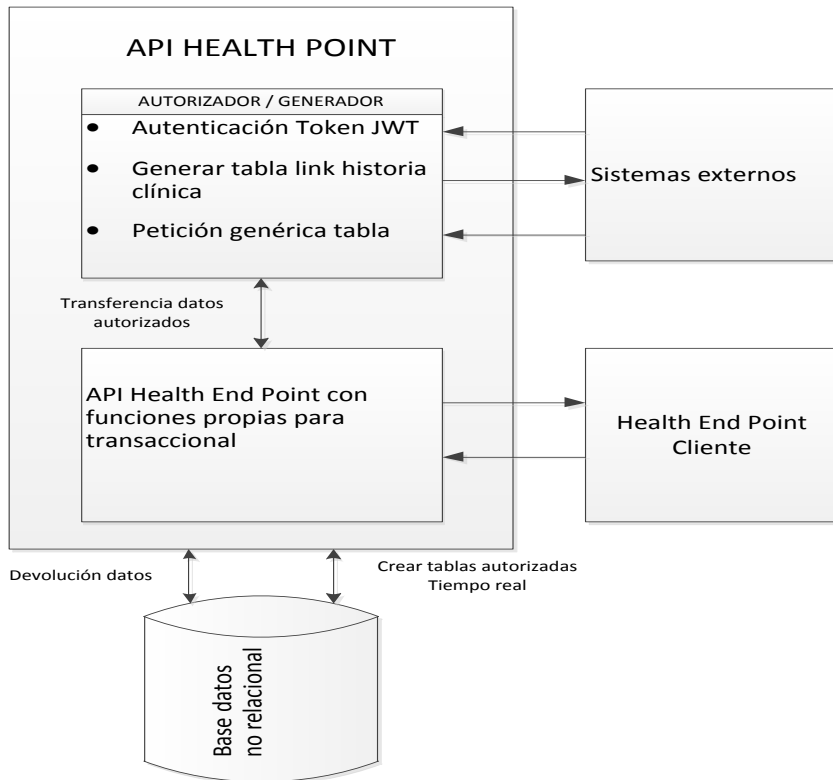 API HEALTH POINT
AUTORIZADOR / GENERADOR
• Autenticación Token JWT
• Generar tabla link historia
clínica
• Petición genérica tabla
Sistemas externos
Transferencia datos
autorizados
API Health End Point con
funciones propias para
transaccional
Health End Point
Cliente
Devolución datos
Crear tablas autorizadas
Tiempo real
Base datos
no relacional